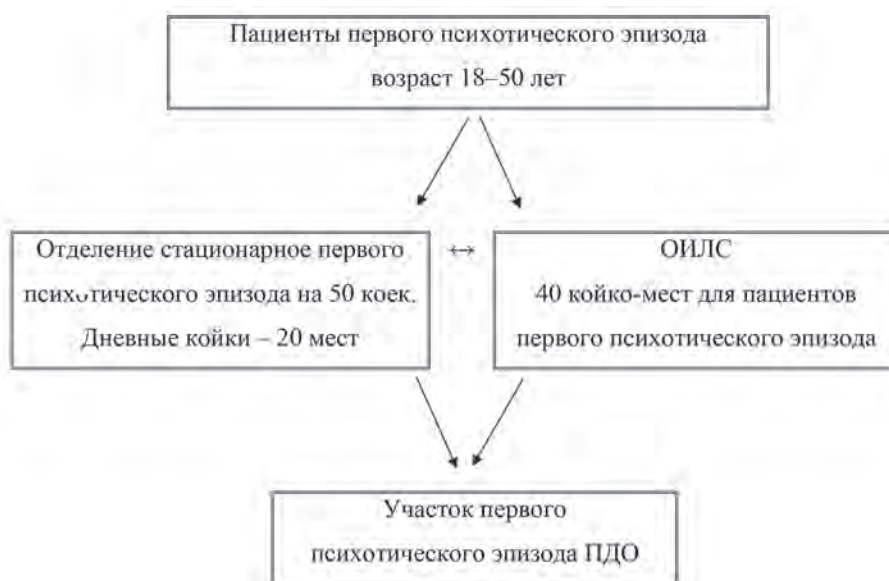 Пациенты первого психотического эпизода
возраст 18–50 лет
Отделение стационарное первого
психотического эпизода на 50 коек.
Дневные койки – 20 мест
↔
ОИЛС
40 койко-мест для пациентов
первого психотического эпизода
Участок первого
психотического эпизода ПДО